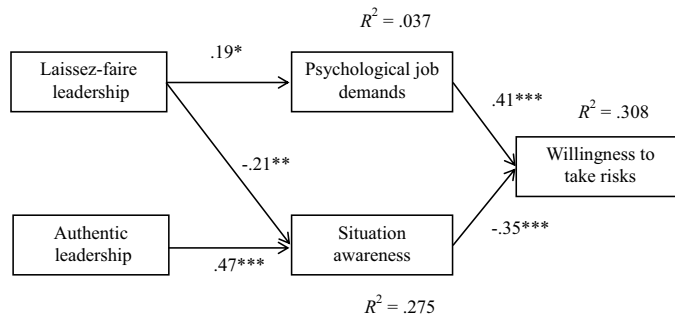 R² = .037
Laissez-faire
leadership
.19*
Psychological job
demands
.41***
R² = .308
Willingness to
take risks
-.21**
Authentic
leadership
.47***
Situation
awareness
-.35***
R² = .275